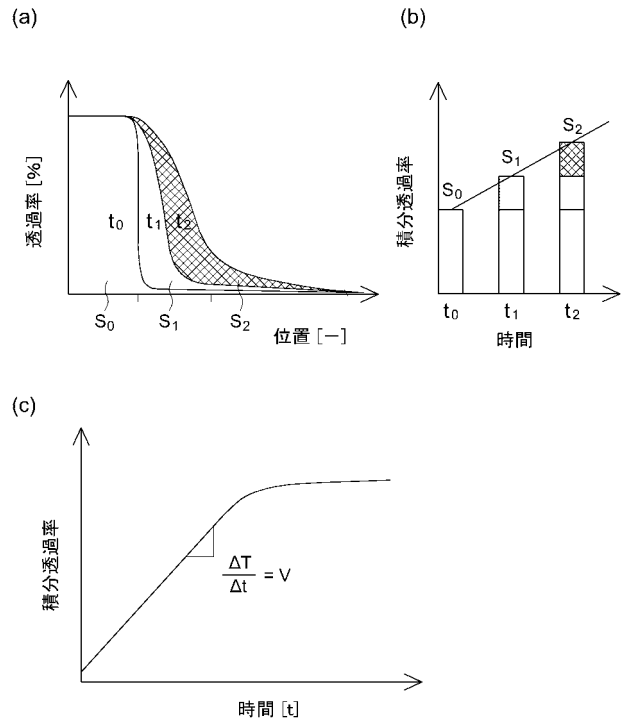 (a)
透過率 [%]
t₀
t₁
t₂
S₀
S₁
S₂
位置 [ー]
(b)
積分透過率
S₀
S₁
S₂
t₀
t₁
t₂
時間
(c)
積分透過率
ΔT
Δt
= V
時間 [t]